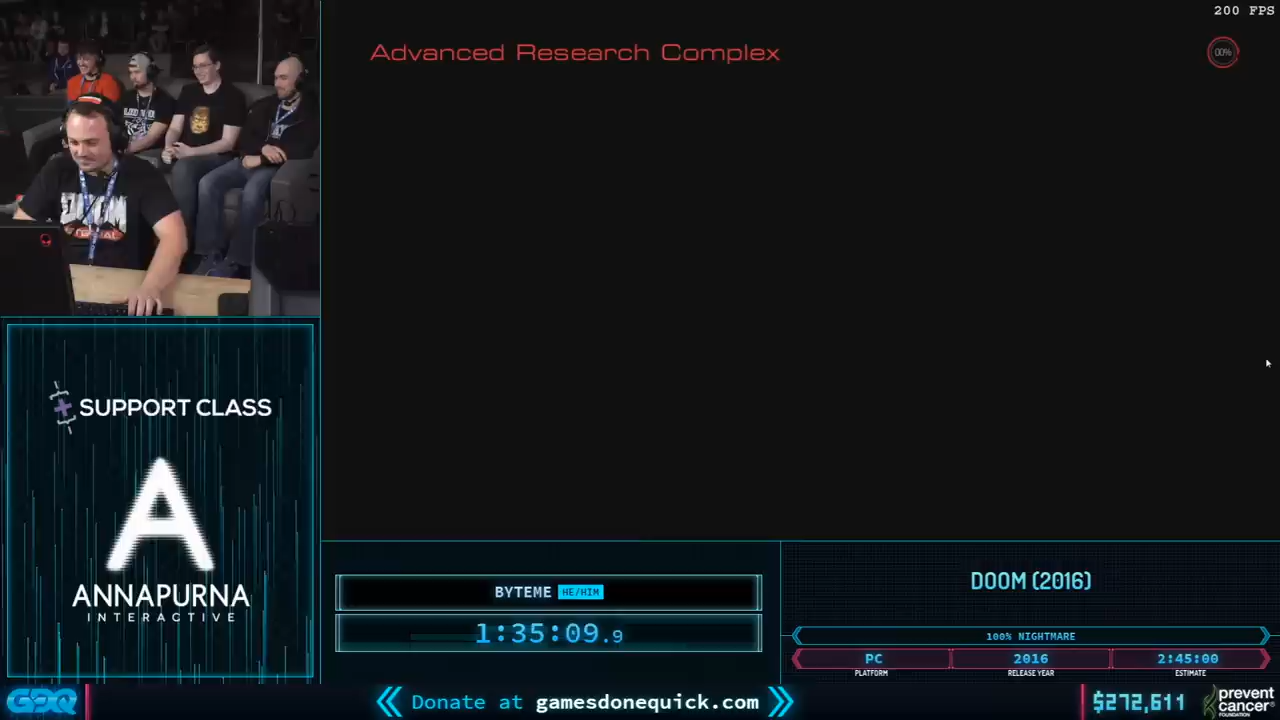 200 FPS
Advanced Research Complex
00%
SUPPORT CLASS
ANNAPURNA
INTERACTIVE
BYTEME HE/HIM
1:35:09.9
DOOM (2016)
100% NIGHTMARE
PC
PLATFORM
2016
RELEASE YEAR
2:45:00
ESTIMATE
GDQ
Donate at gamesdonequick.com
$272,611
prevent
cancer
FOUNDATION